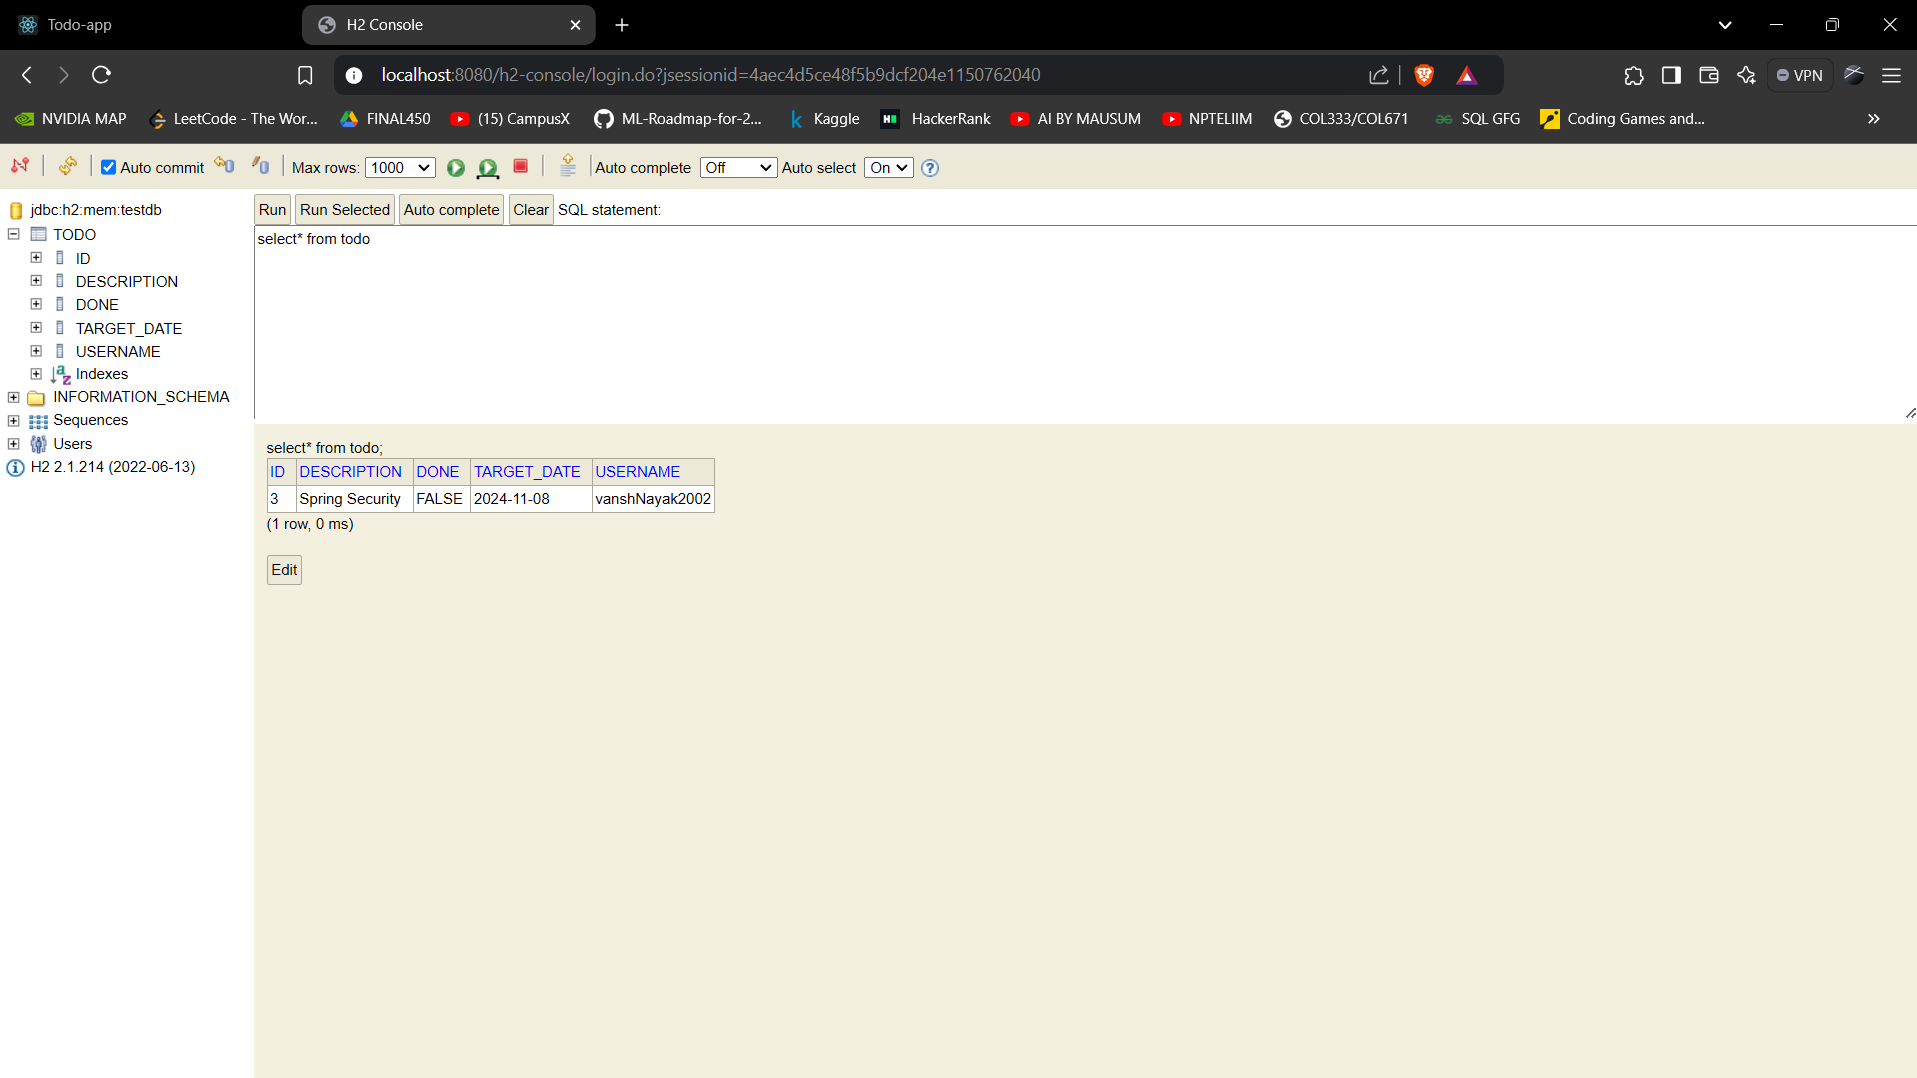 Todo-app
H2 Console
localhost:8080/h2-console/login.do?jsessionid=4aec4d5ce48f5b9dcf204e1150762040
VPN
NVIDIA MAP LeetCode - The Wor... FINAL450 (15) CampusX ML-Roadmap-for-2... k Kaggle H HackerRank AI BY MAUSUM NPTELIIM COL333/COL671 SQL GFG Coding Games and...
Auto commit Max rows: 1000 Auto complete Off Auto select On ?
jdbc:h2:mem:testdb
TODO
ID
DESCRIPTION
DONE
TARGET_DATE
USERNAME
Indexes
INFORMATION_SCHEMA
Sequences
Users
H2 2.1.214 (2022-06-13)
Run Run Selected Auto complete Clear SQL statement:
select* from todo
select* from todo;
ID DESCRIPTION DONE TARGET_DATE USERNAME
3 Spring Security FALSE 2024-11-08 vanshNayak2002
(1 row, 0 ms)
Edit